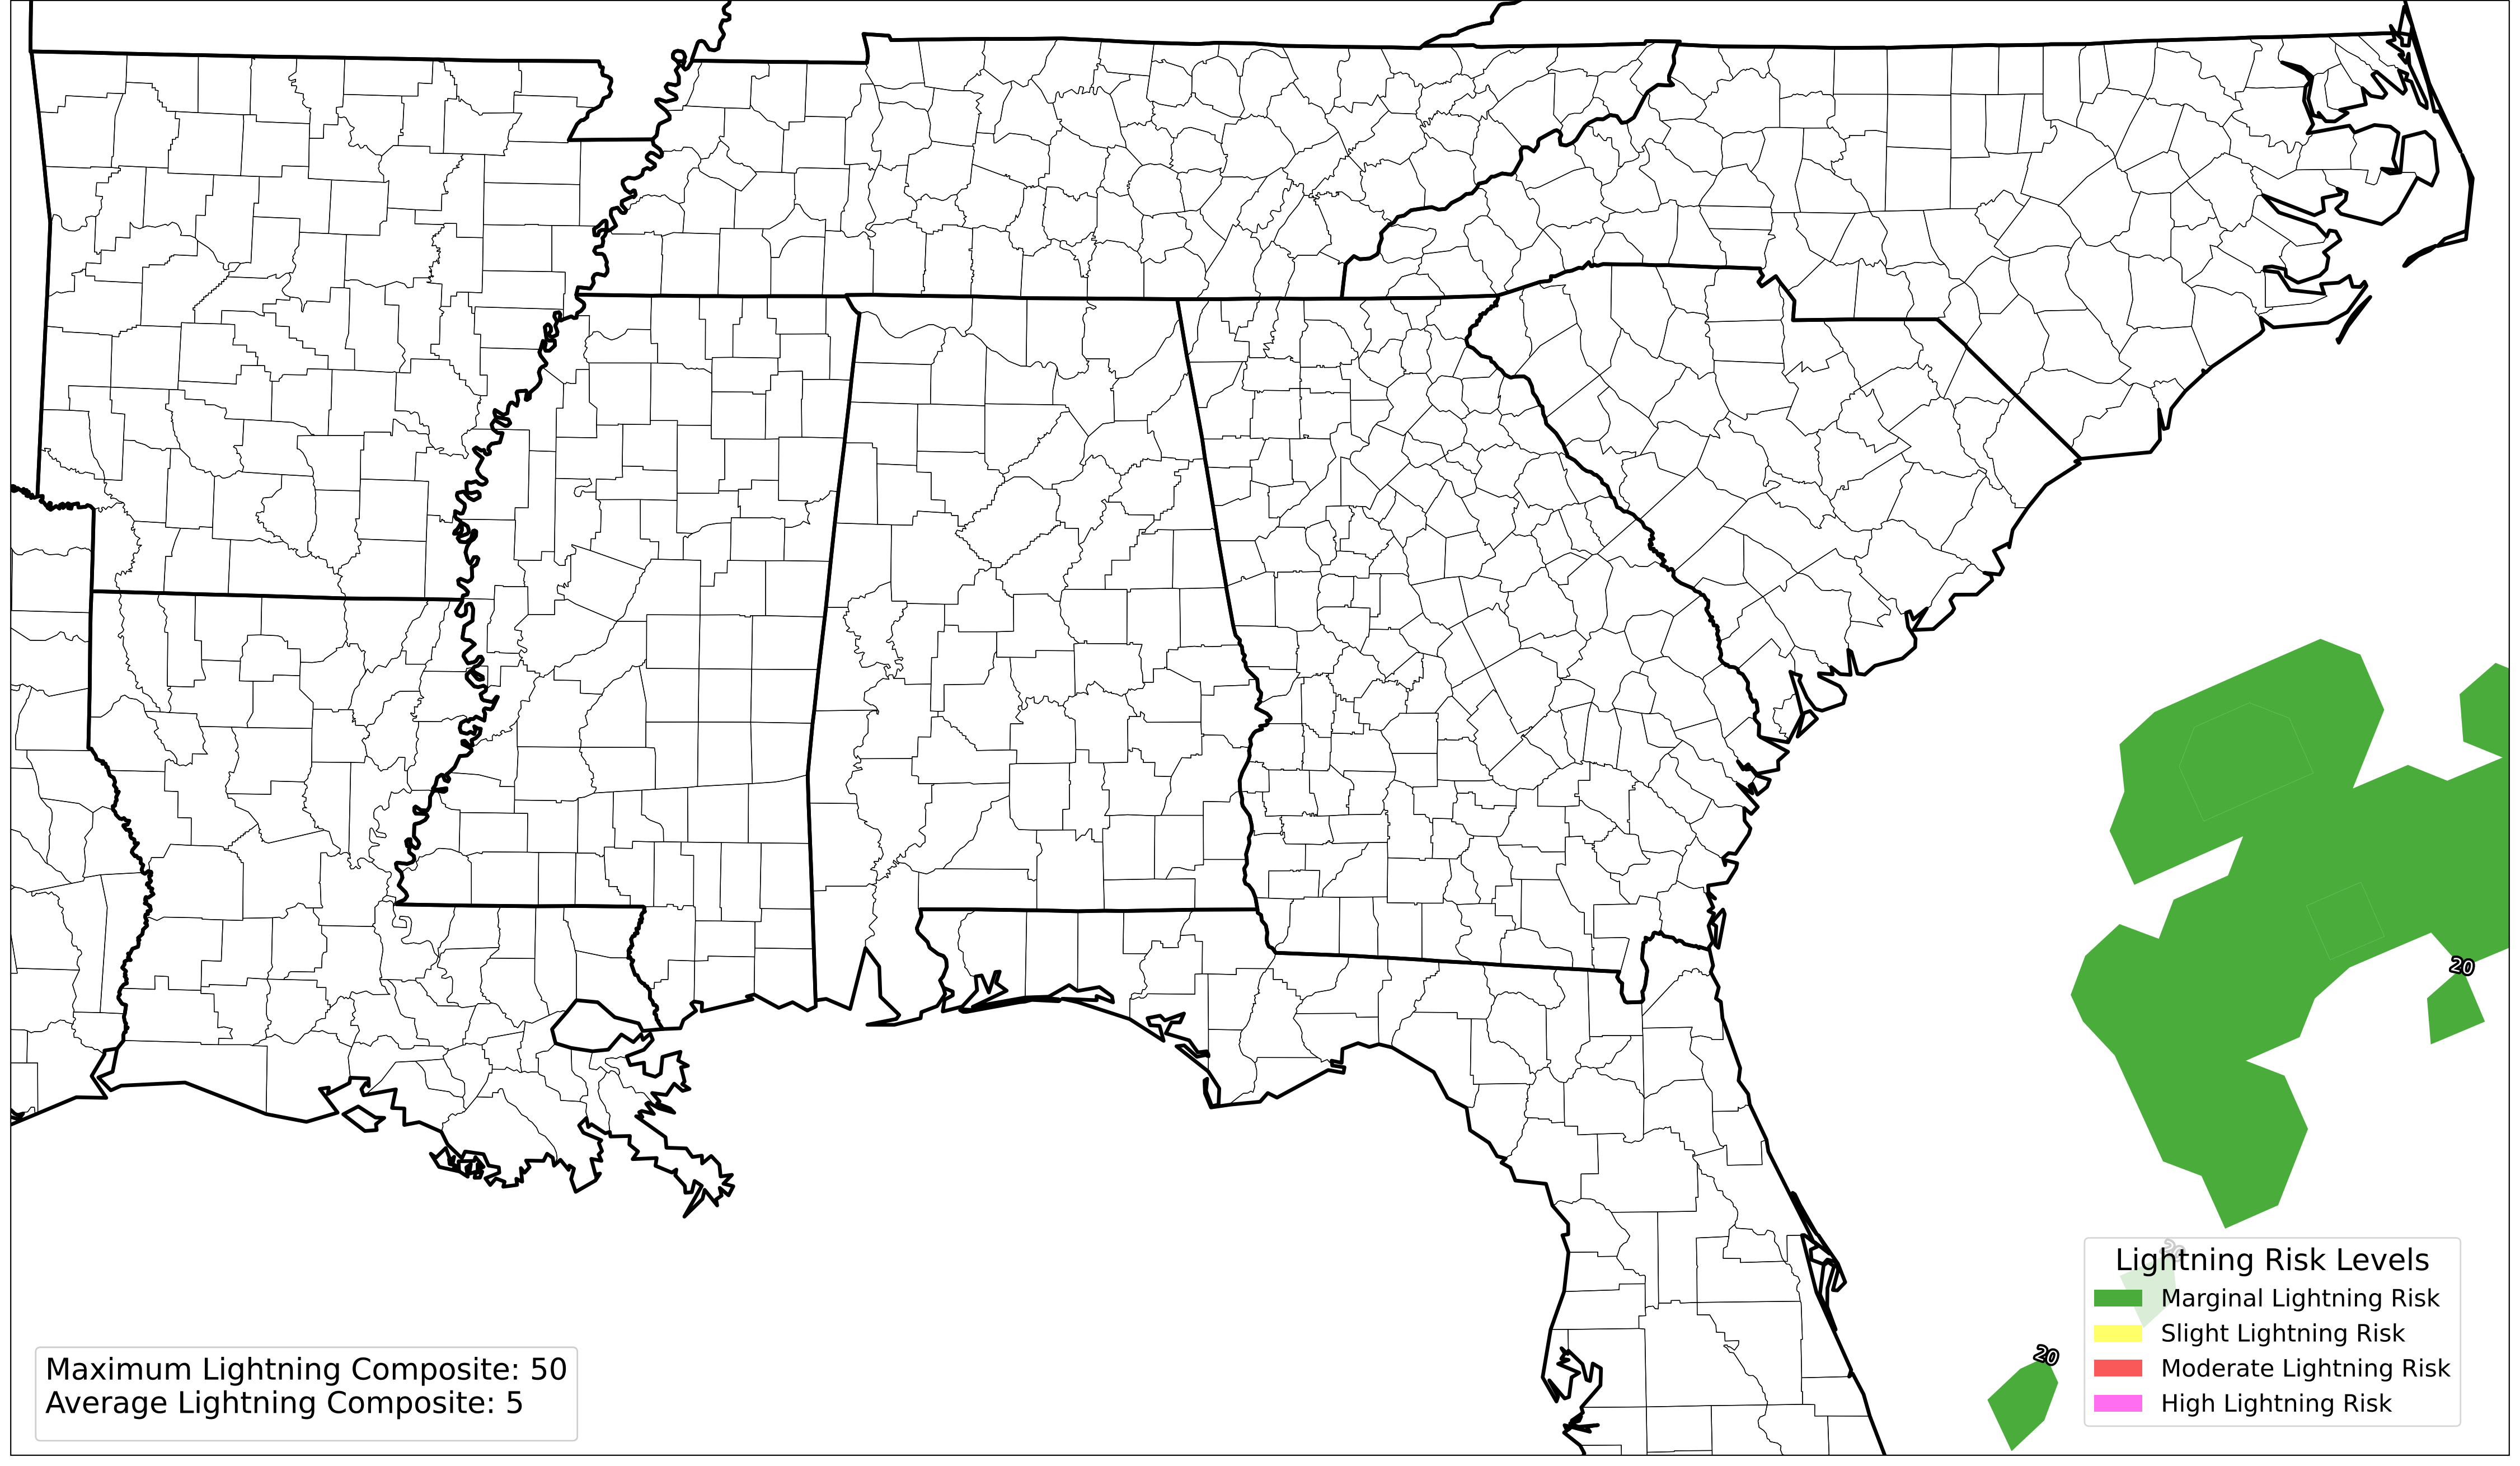 20
20
20
Lightning Risk Levels
Marginal Lightning Risk
Slight Lightning Risk
Moderate Lightning Risk
High Lightning Risk
Maximum Lightning Composite: 50
Average Lightning Composite: 5